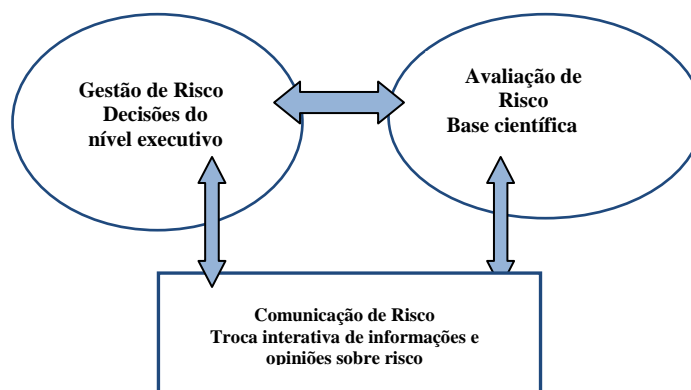 Gestão de Risco
Decisões do
nível executivo
Avaliação de
Risco
Base científica
Comunicação de Risco
Troca interativa de informações e
opiniões sobre risco